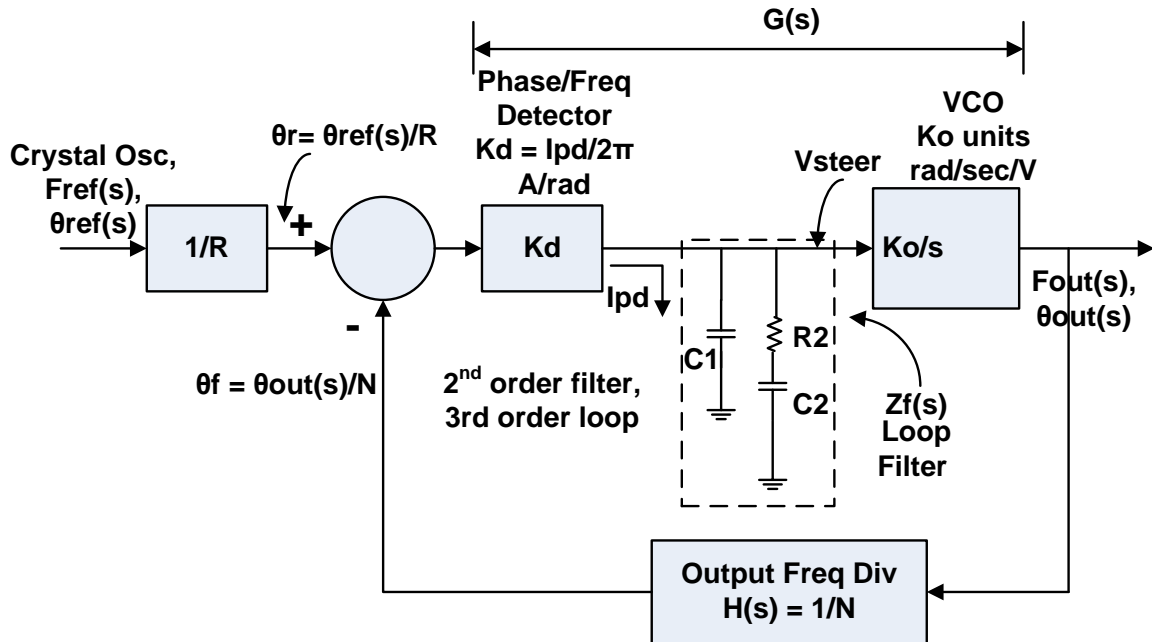 G(s)
Phase/Freq
Detector
Kd = Ipd/2π
A/rad
VCO
Ko units
rad/sec/V
θr= θref(s)/R
Crystal Osc,
Fref(s),
θref(s)
Vsteer
+
1/R
Kd
Ko/s
Ipd
Fout(s),
θout(s)
-
C1
R2
C2
θf = θout(s)/N
2nd order filter,
3rd order loop
Zf(s)
Loop
Filter
Output Freq Div
H(s) = 1/N